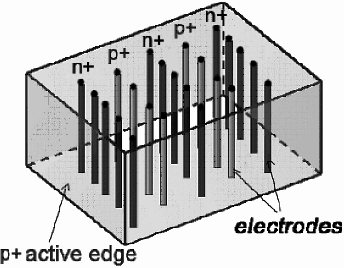 n+
p+
n+
p+
n+
electrodes
p+ active edge